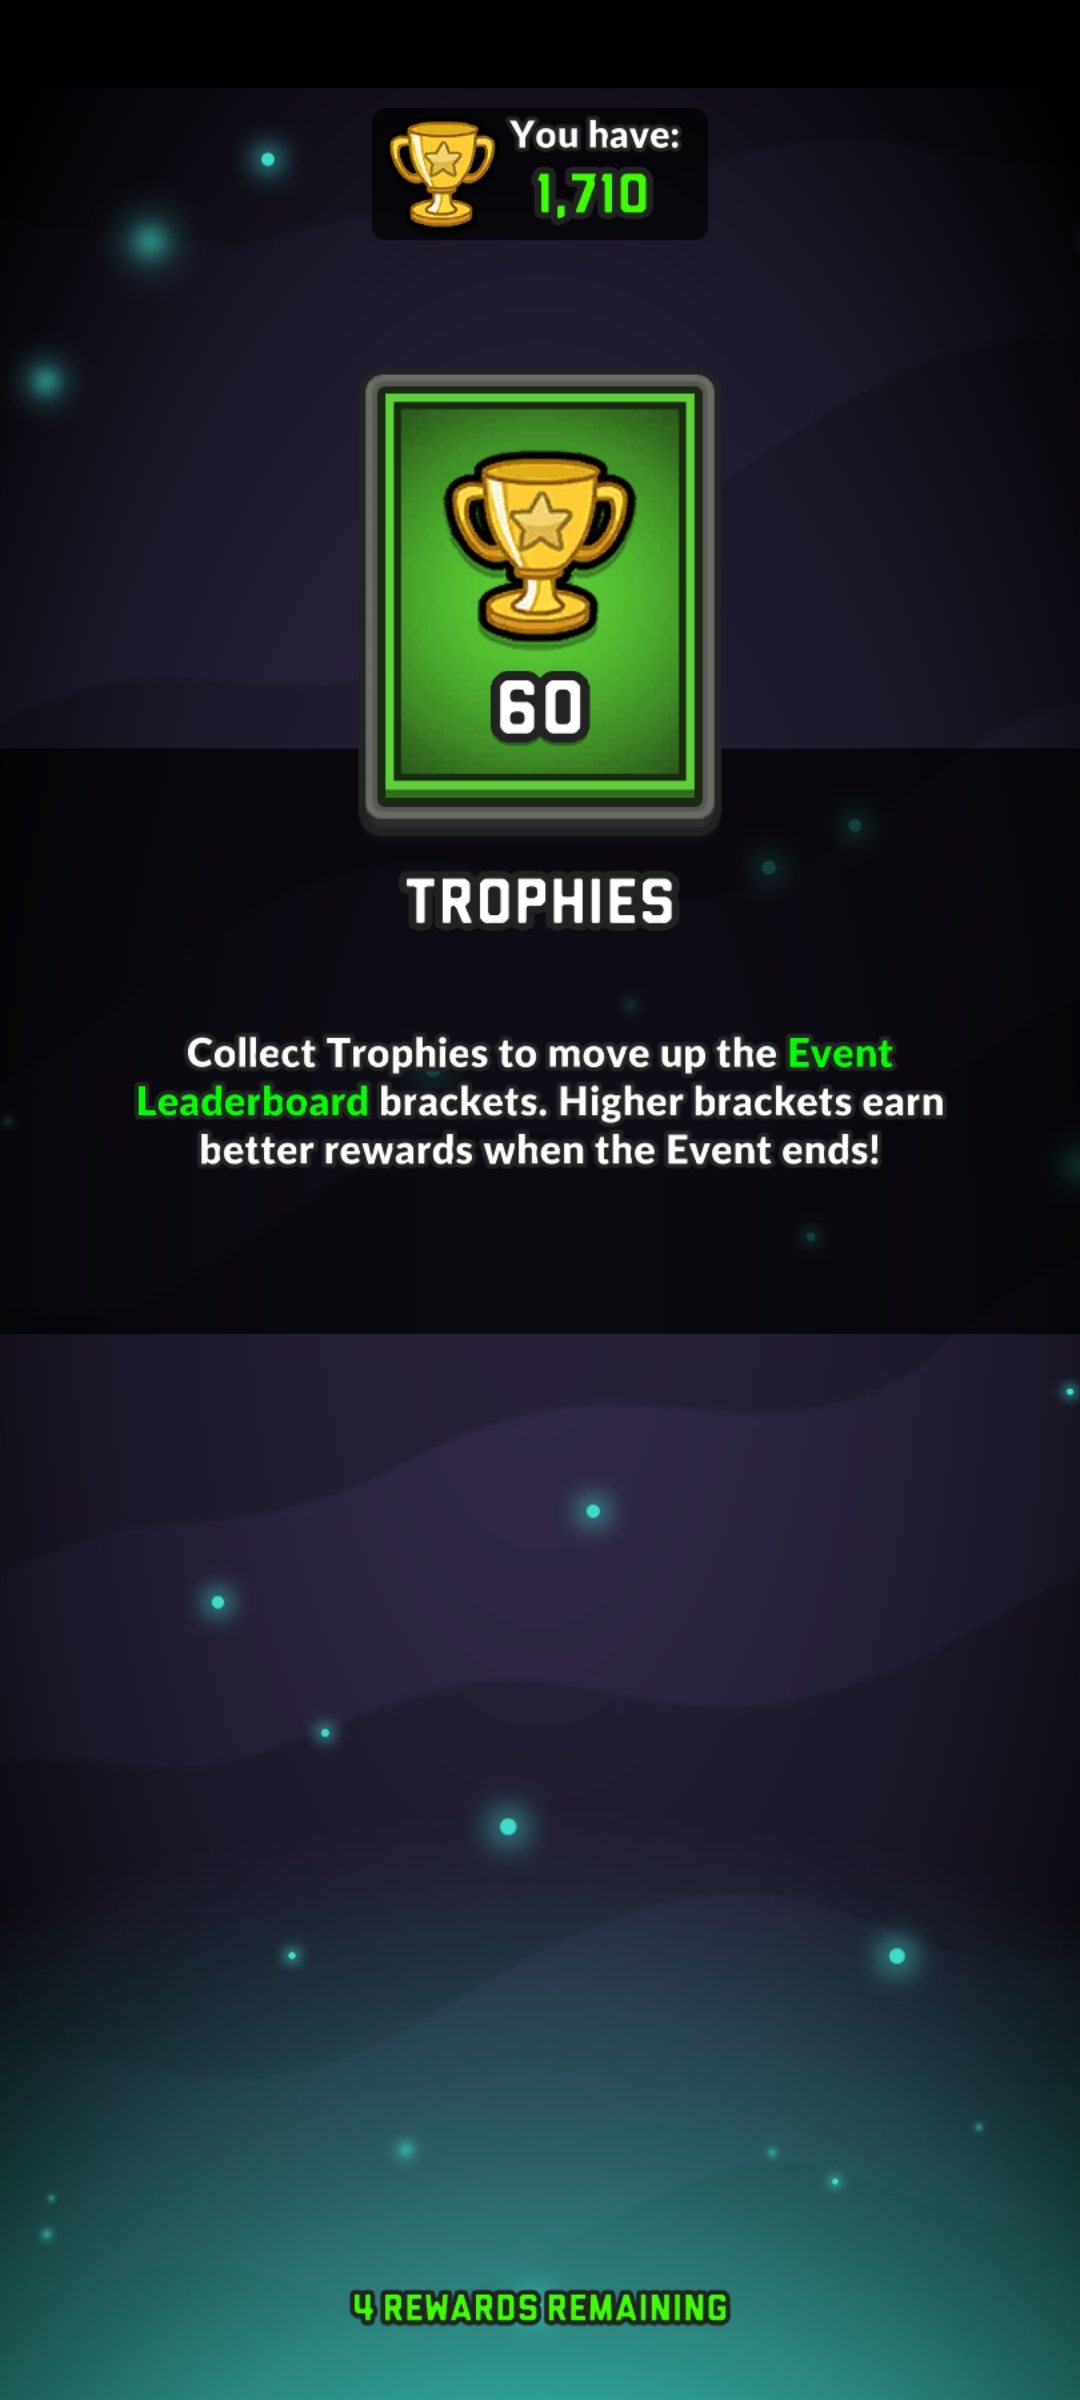 You have:
1,710
60
TROPHIES
Collect Trophies to move up the Event
Leaderboard brackets. Higher brackets earn
better rewards when the Event ends!
4 REWARDS REMAINING